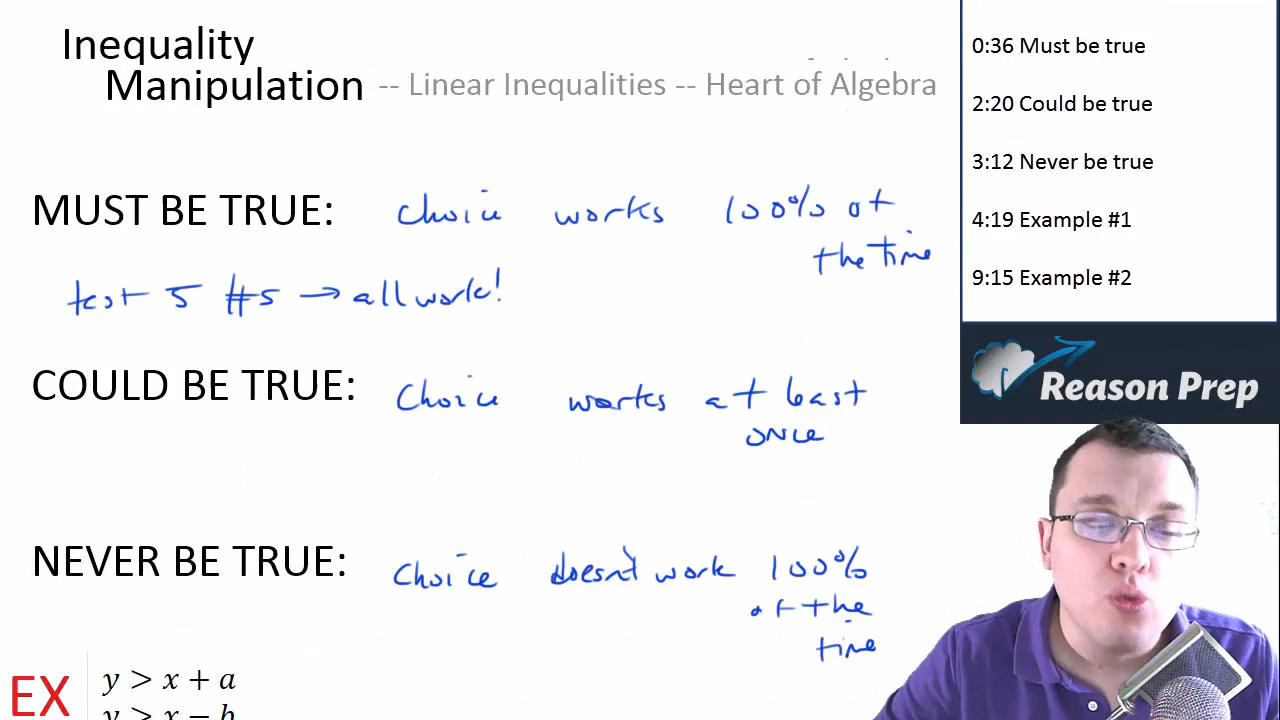 Inequality
Manipulation -- Linear Inequalities -- Heart of Algebra
MUST BE TRUE: choice works 100% of
the time
test 5 #s → all work!
COULD BE TRUE: Choice works at least
once
NEVER BE TRUE: Choice doesn't work 100%
of the
time
EX
y > x + a
y > x − b
0:36 Must be true
2:20 Could be true
3:12 Never be true
4:19 Example #1
9:15 Example #2
Reason Prep